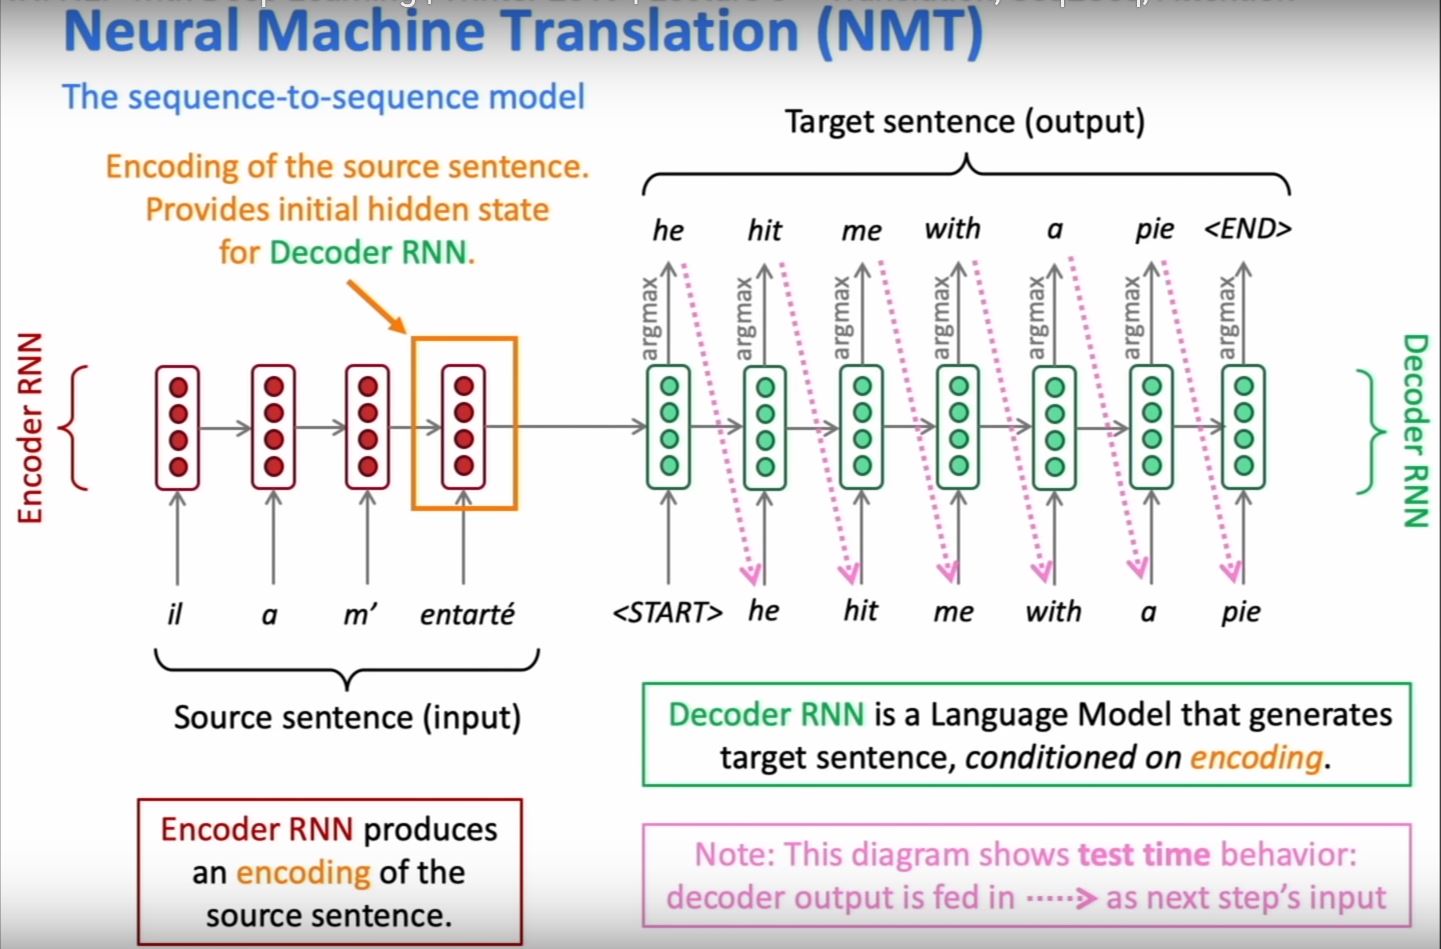 Neural Machine Translation (NMT)
The sequence-to-sequence model
Target sentence (output)
Encoding of the source sentence.
Provides initial hidden state
for Decoder RNN.
he hit me with a pie <END>
argmax argmax argmax argmax argmax argmax argmax
Encoder RNN
Decoder RNN
il a m’ entarté
<START> he hit me with a pie
Source sentence (input)
Decoder RNN is a Language Model that generates
target sentence, conditioned on encoding.
Encoder RNN produces
an encoding of the
source sentence.
Note: This diagram shows test time behavior:
decoder output is fed in as next step’s input